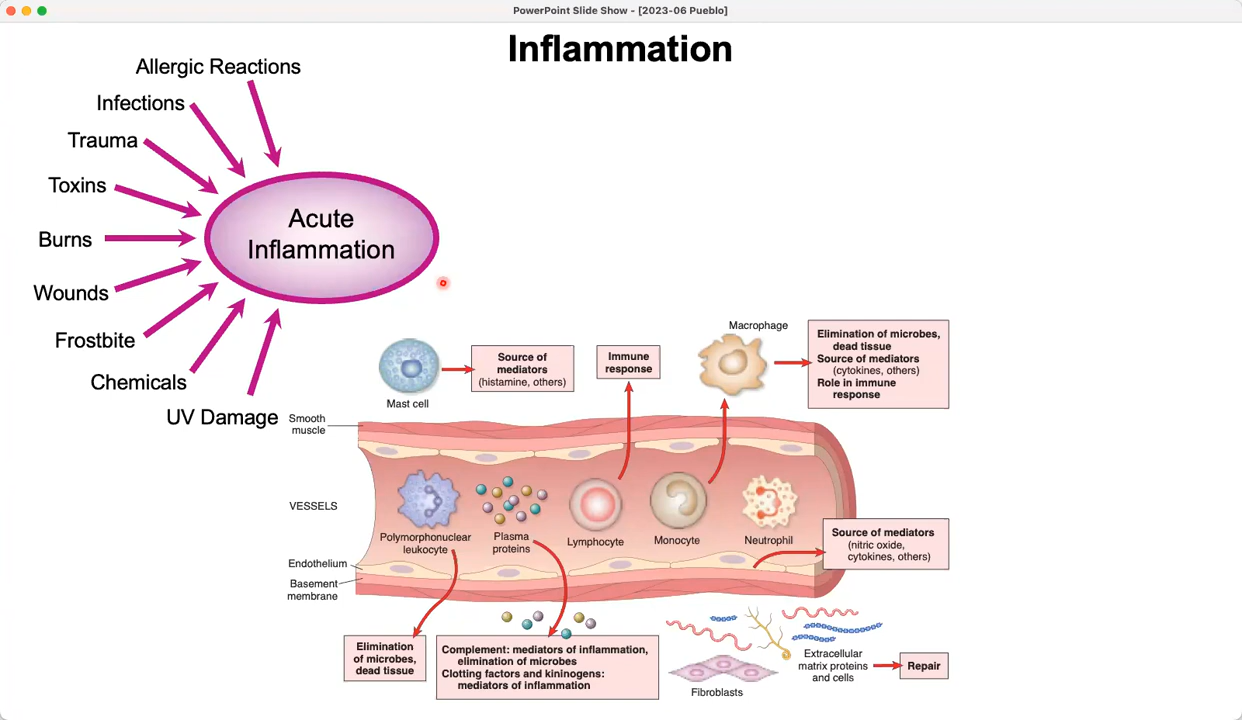 PowerPoint Slide Show - [2023-06 Pueblo]
Inflammation
Allergic Reactions
Infections
Trauma
Toxins
Burns
Wounds
Frostbite
Chemicals
UV Damage
Acute
Inflammation
Mast cell
Source of
mediators
(histamine, others)
Immune
response
Macrophage
Elimination of microbes,
dead tissue
Source of mediators
(cytokines, others)
Role in immune
response
Smooth
muscle
VESSELS
Endothelium
Basement
membrane
Polymorphonuclear
leukocyte
Plasma
proteins
Lymphocyte
Monocyte
Neutrophil
Source of mediators
(nitric oxide,
cytokines, others)
Elimination
of microbes,
dead tissue
Complement: mediators of inflammation,
elimination of microbes
Clotting factors and kininogens:
mediators of inflammation
Fibroblasts
Extracellular
matrix proteins
and cells
Repair